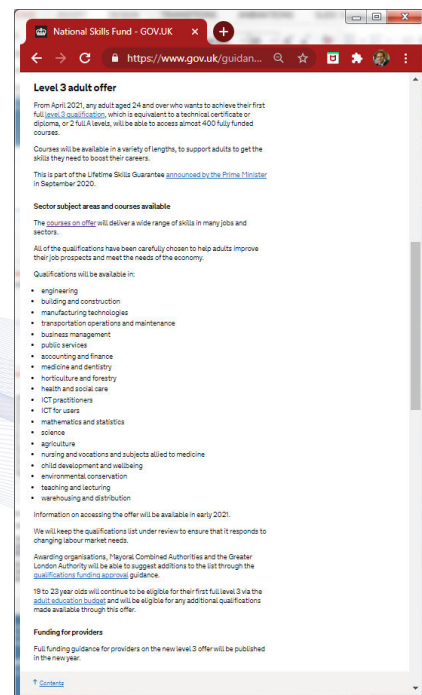 National Skills Fund - GOV.UK
https://www.gov.uk/guidan...
Level 3 adult offer
From April 2021, any adult aged 24 and over who wants to achieve their first
full level 3 qualification, which is equivalent to a technical certificate or
diploma, or 2 full A levels, will be able to access almost 400 fully funded
courses.
Courses will be available in a variety of lengths, to support adults to get the
skills they need to boost their careers.
This is part of the Lifetime Skills Guarantee announced by the Prime Minister
in September 2020.
Sector subject areas and courses available
The courses on offer will deliver a wide range of skills in many jobs and
sectors.
All of the qualifications have been carefully chosen to help adults improve
their job prospects and meet the needs of the economy.
Qualifications will be available in:
• engineering
• building and construction
• manufacturing technologies
• transportation operations and maintenance
• business management
• public services
• accounting and finance
• medicine and dentistry
• horticulture and forestry
• health and social care
• ICT practitioners
• ICT for users
• mathematics and statistics
• science
• agriculture
• nursing and vocations and subjects allied to medicine
• child development and wellbeing
• environmental conservation
• teaching and lecturing
• warehousing and distribution
Information on accessing the offer will be available in early 2021.
We will keep the qualifications list under review to ensure that it responds to
changing labour market needs.
Awarding organisations, Mayoral Combined Authorities and the Greater
London Authority will be able to suggest additions to the list through the
qualifications funding approval guidance.
19 to 23 year olds will continue to be eligible for their first full level 3 via the
adult education budget and will be eligible for any additional qualifications
made available through this offer.
Funding for providers
Full funding guidance for providers on the new level 3 offer will be published
in the new year.
↑ Contents